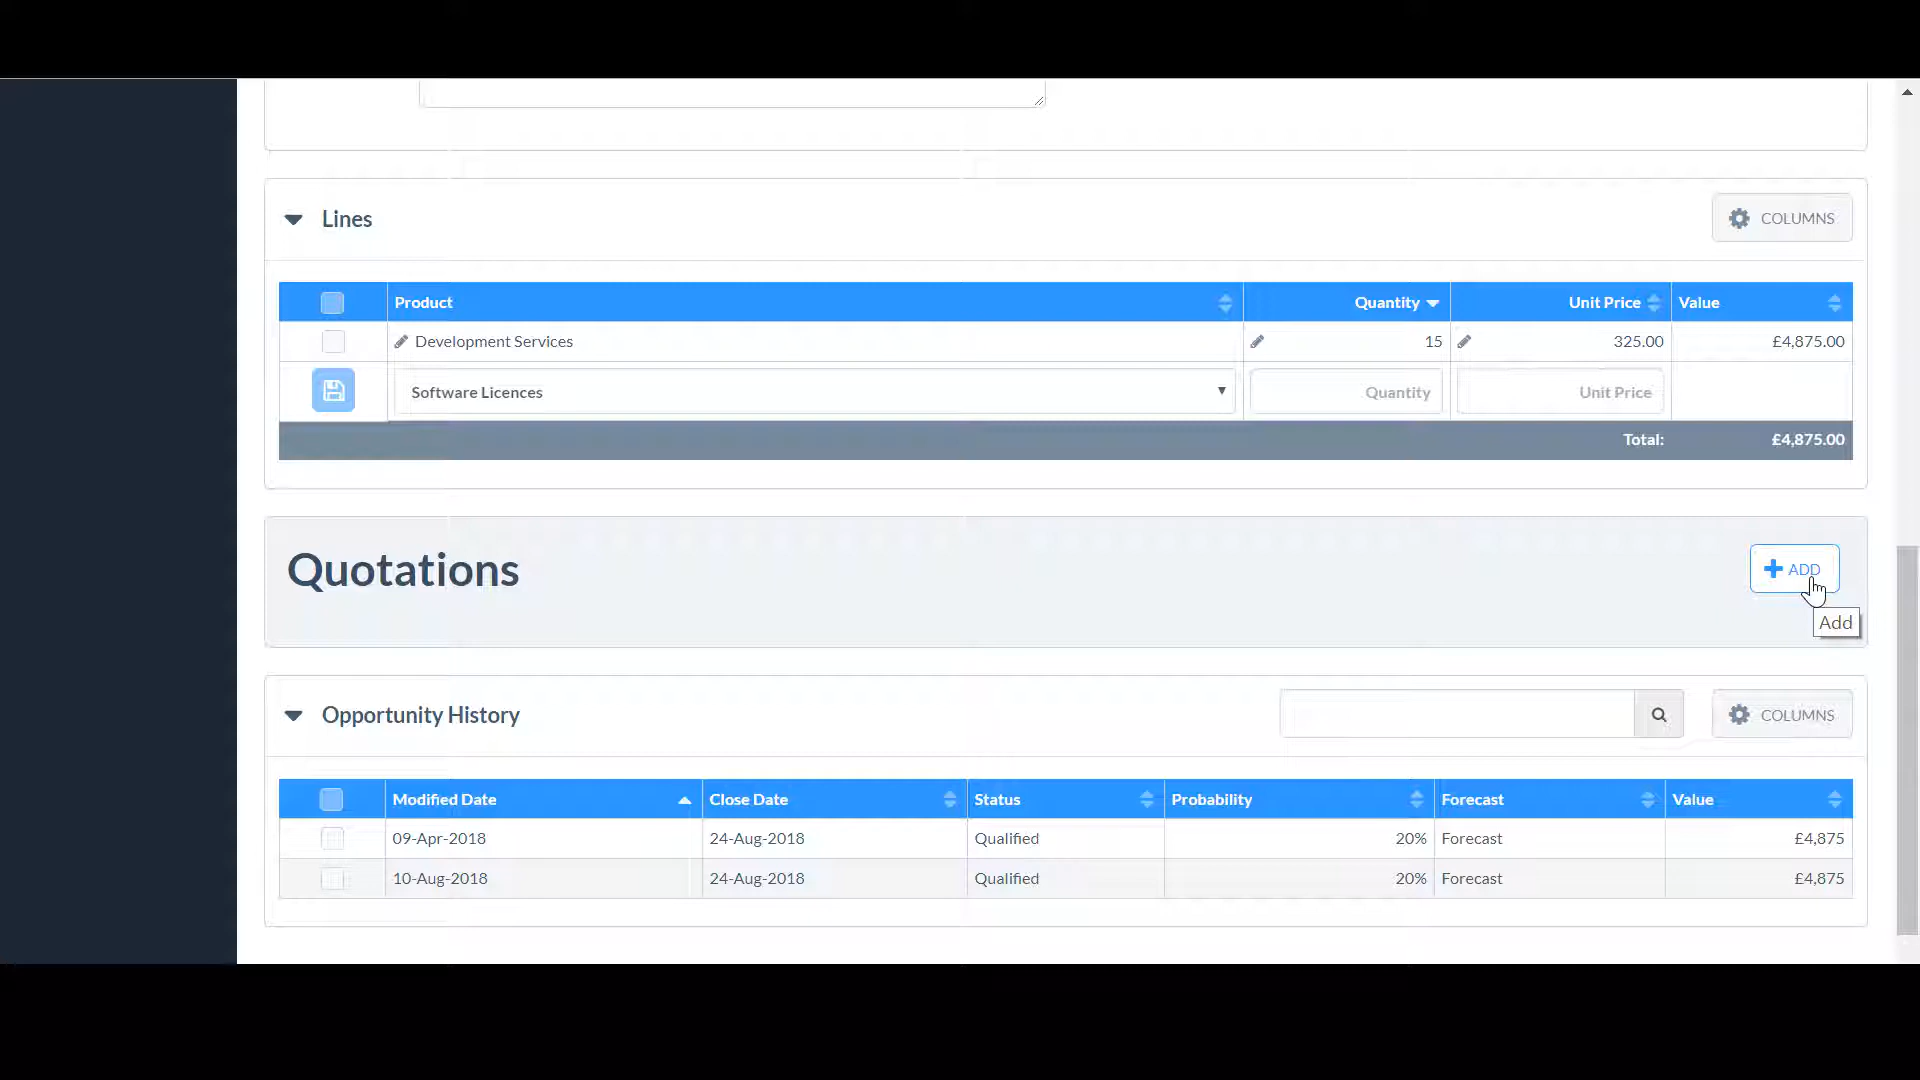 Lines COLUMNS
Product Quantity Unit Price Value
Development Services 15 325.00 £4,875.00
Software Licences Quantity Unit Price
Total: £4,875.00
Quotations ADD
Add
Opportunity History COLUMNS
Modified Date Close Date Status Probability Forecast Value
09-Apr-2018 24-Aug-2018 Qualified 20% Forecast £4,875
10-Aug-2018 24-Aug-2018 Qualified 20% Forecast £4,875